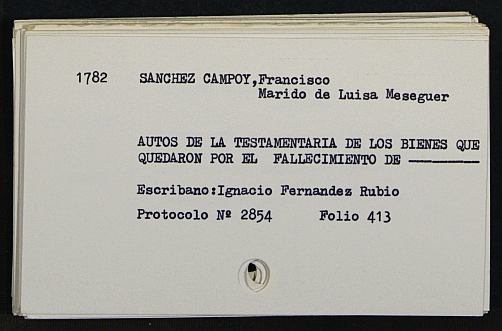 1782 SANCHEZ CAMPOY,Francisco
Marido de Luisa Meseguer
AUTOS DE LA TESTAMENTARIA DE LOS BIENES QUE
QUEDARON POR EL FALLECIMIENTO DE ————
Escribano:Ignacio Fernandez Rubio
Protocolo Nº 2854 Folio 413